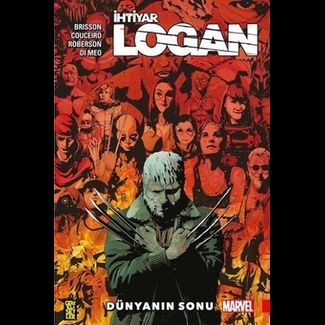 BRISSON
COUCEIRO
ROBERSON
DI MEO
İHTİYAR
LOGAN
DÜNYANIN SONU
MARVEL